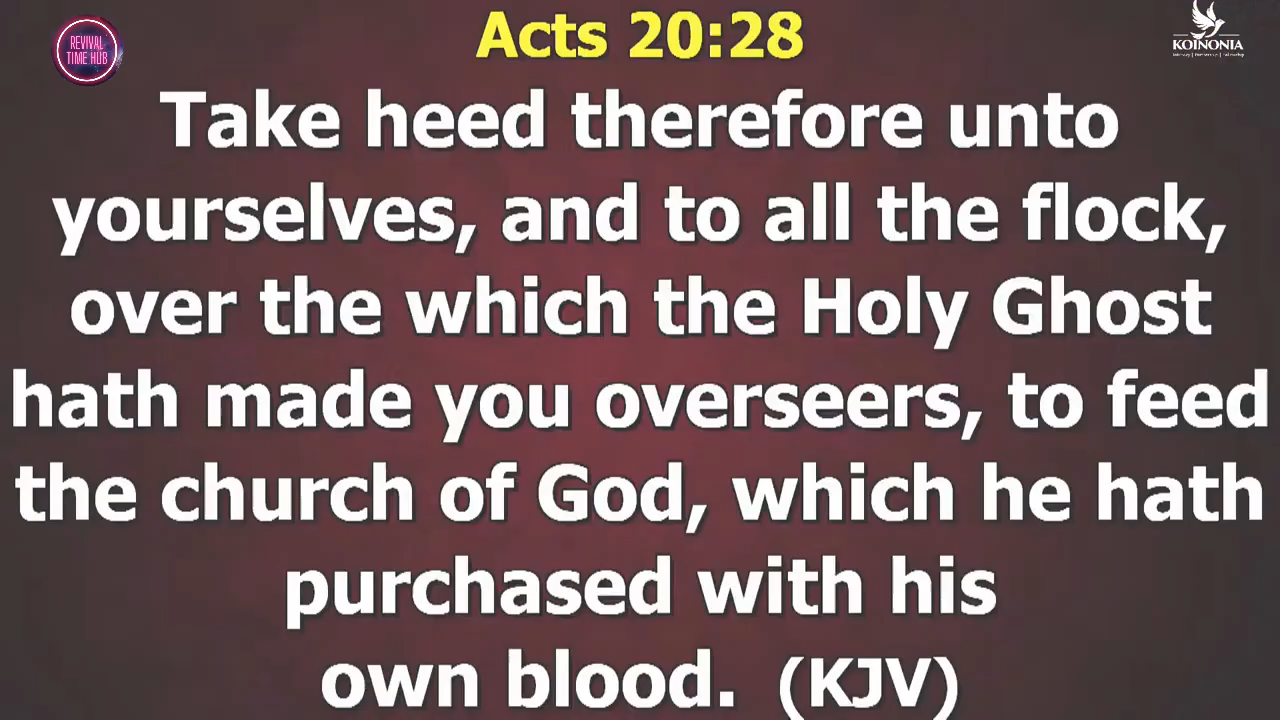 Acts 20:28
REVIVAL
TIME HUB
KOINONIA
Take heed therefore unto
yourselves, and to all the flock,
over the which the Holy Ghost
hath made you overseers, to feed
the church of God, which he hath
purchased with his
own blood. (KJV)